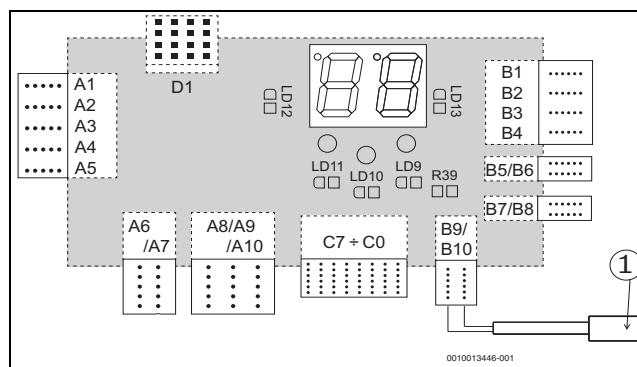 D1
A1
A2
A3
A4
A5
LD12
LD13
LD11
LD10
LD9
R39
B1
B2
B3
B4
B5/B6
B7/B8
A6
/A7
A8/A9
/A10
C7 ÷ C0
B9/
B10
1
0010013446-001